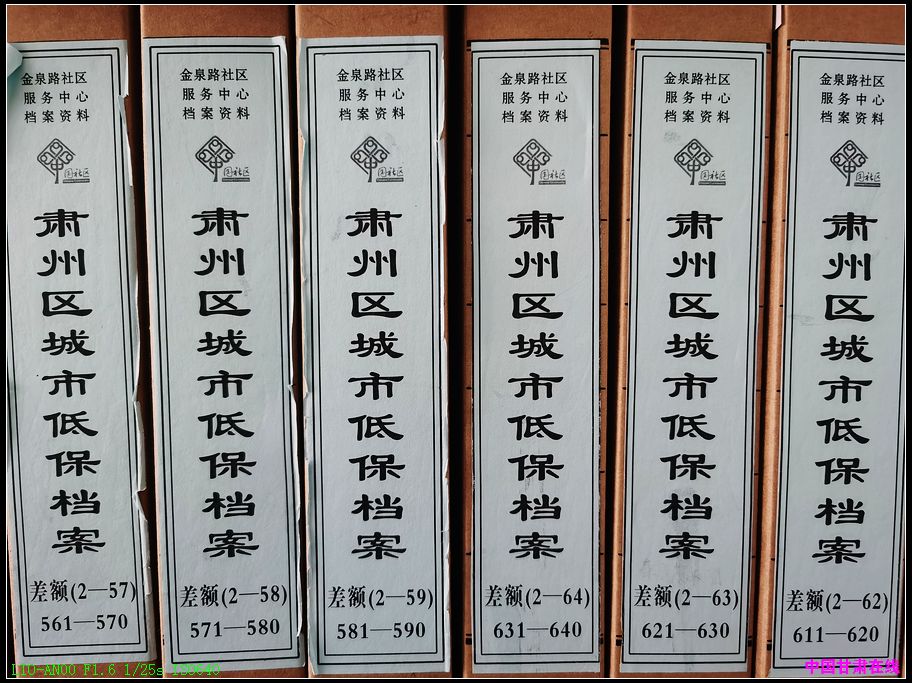 金泉路社区
服务中心
档案资料
国社区
肃州区城市低保档案
差额(2—57)
561—570
金泉路社区
服务中心
档案资料
国社区
肃州区城市低保档案
差额(2—58)
571—580
金泉路社区
服务中心
档案资料
国社区
肃州区城市低保档案
差额(2—59)
581—590
金泉路社区
服务中心
档案资料
国社区
肃州区城市低保档案
差额(2—64)
631—640
金泉路社区
服务中心
档案资料
国社区
肃州区城市低保档案
差额(2—63)
621—630
金泉路社区
服务中心
档案资料
国社区
肃州区城市低保档案
差额(2—62)
611—620
LIO-AN00 F1.6 1/25s ISO640
中国甘肃在线